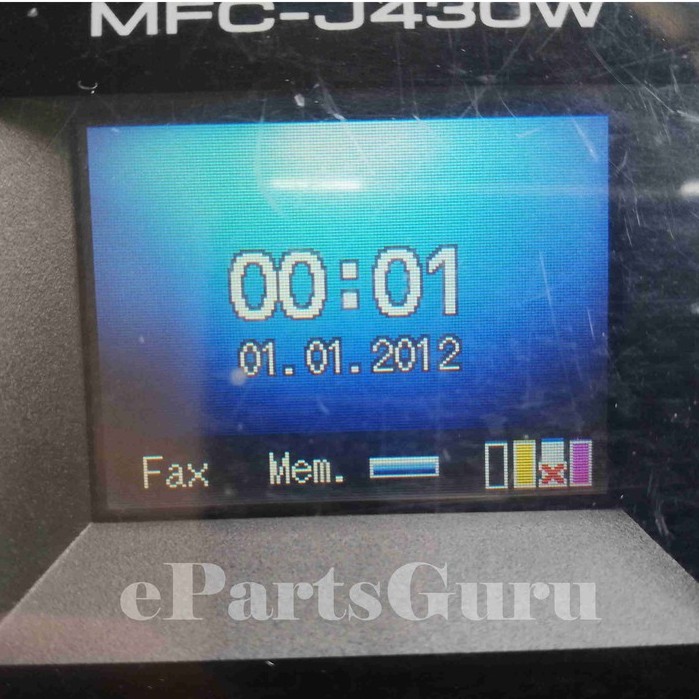 MFC-J430W
00:01
01.01.2012
Fax Mem.
ePartsGuru